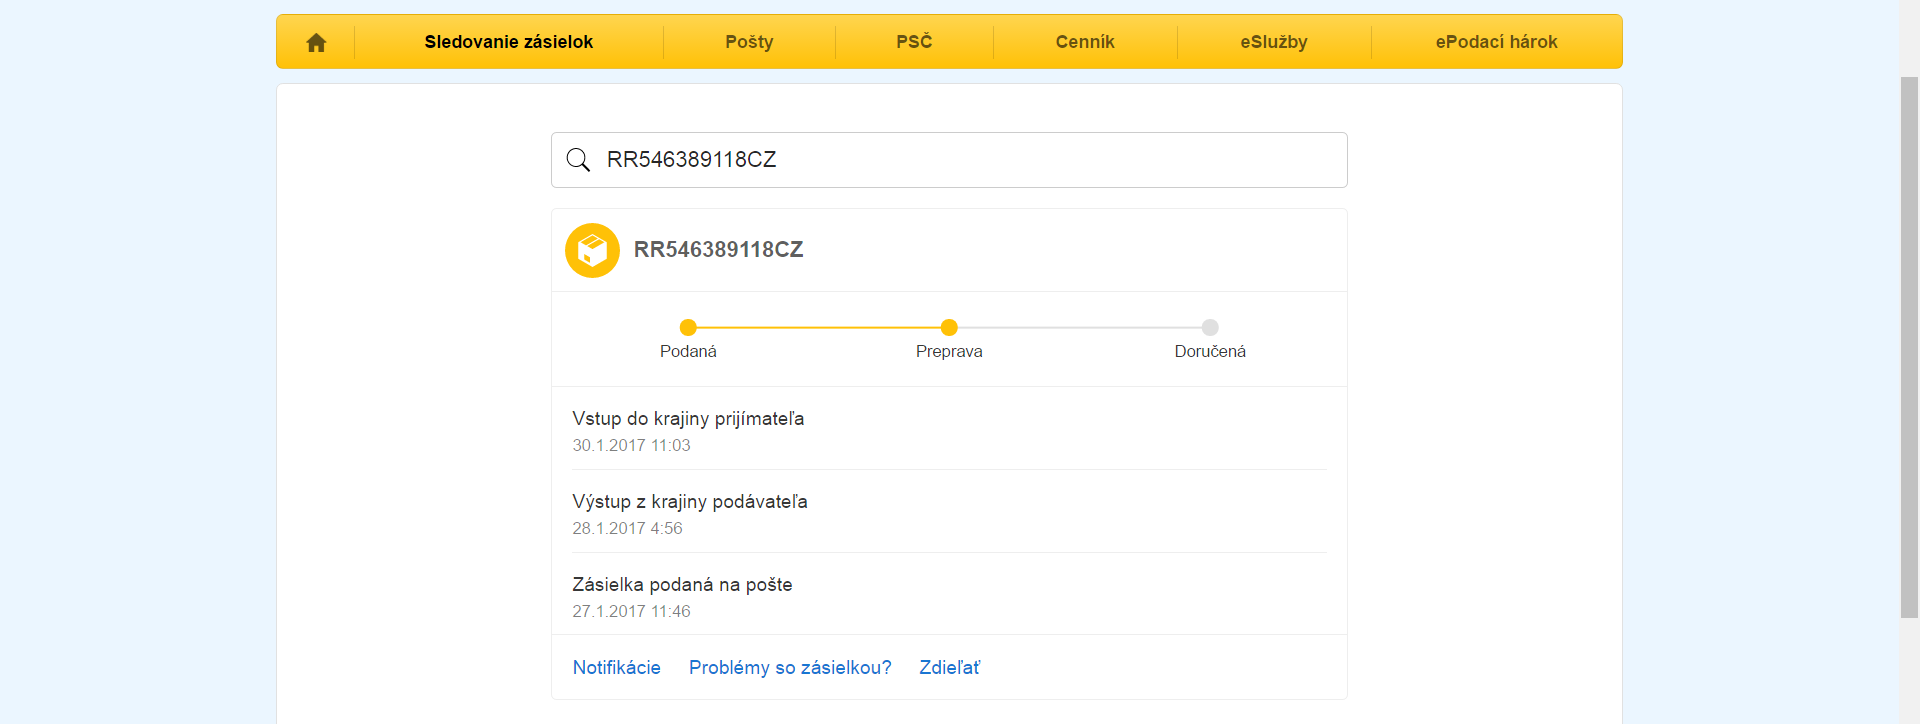 Sledovanie zásielok Pošty PSČ Cenník eSlužby ePodací hárok
RR546389118CZ
RR546389118CZ
Podaná Preprava Doručená
Vstup do krajiny prijímateľa
30.1.2017 11:03
Výstup z krajiny podávateľa
28.1.2017 4:56
Zásielka podaná na pošte
27.1.2017 11:46
Notifikácie Problémy so zásielkou? Zdieľať